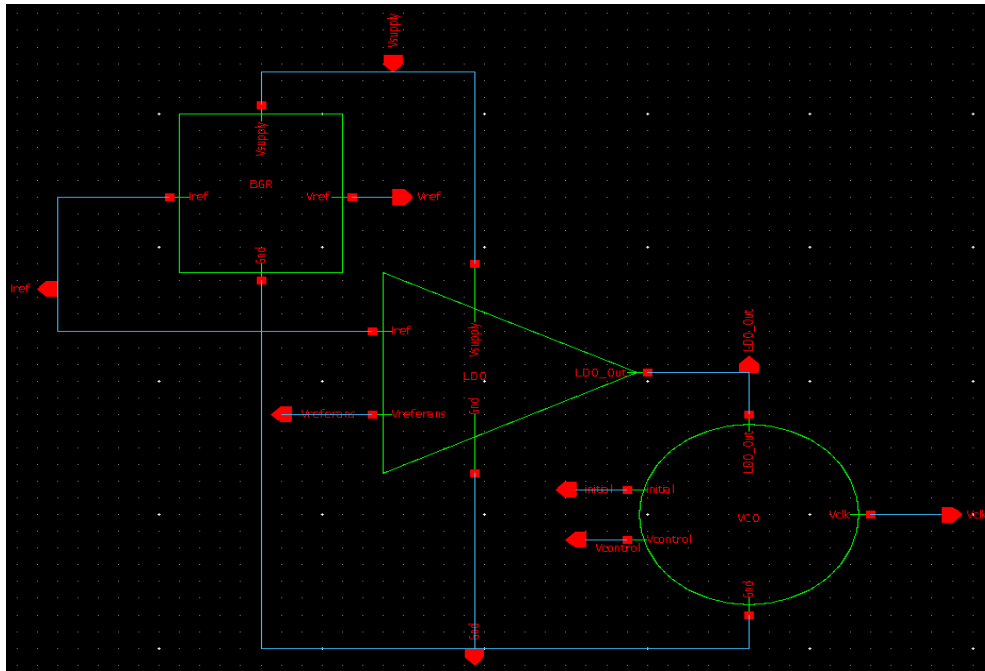 Vsupply
Vsupply
BGR
Iref
Vref
Vref
Gnd
Iref
Iref
Vsupply
LDO_Out
LDO
LDO_Out
Gnd
Vreferans
Vreferans
LDO_Out
initial
initial
VCO
Vclk
Vclk
Vcontrol
Vcontrol
Gnd
Gnd